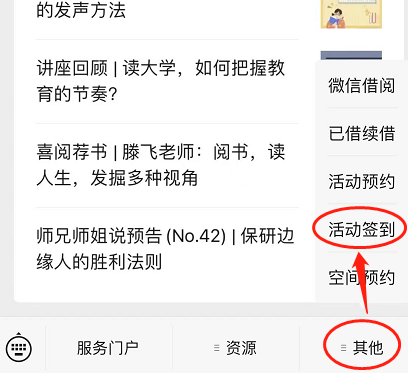 的发声方法
讲座回顾 | 读大学，如何把握教
育的节奏？
喜阅荐书 | 滕飞老师：阅书，读
人生，发掘多种视角
师兄师姐说预告 (No.42) | 保研边
缘人的胜利法则
微信借阅
已借续借
活动预约
活动签到
空间预约
服务门户
资源
其他